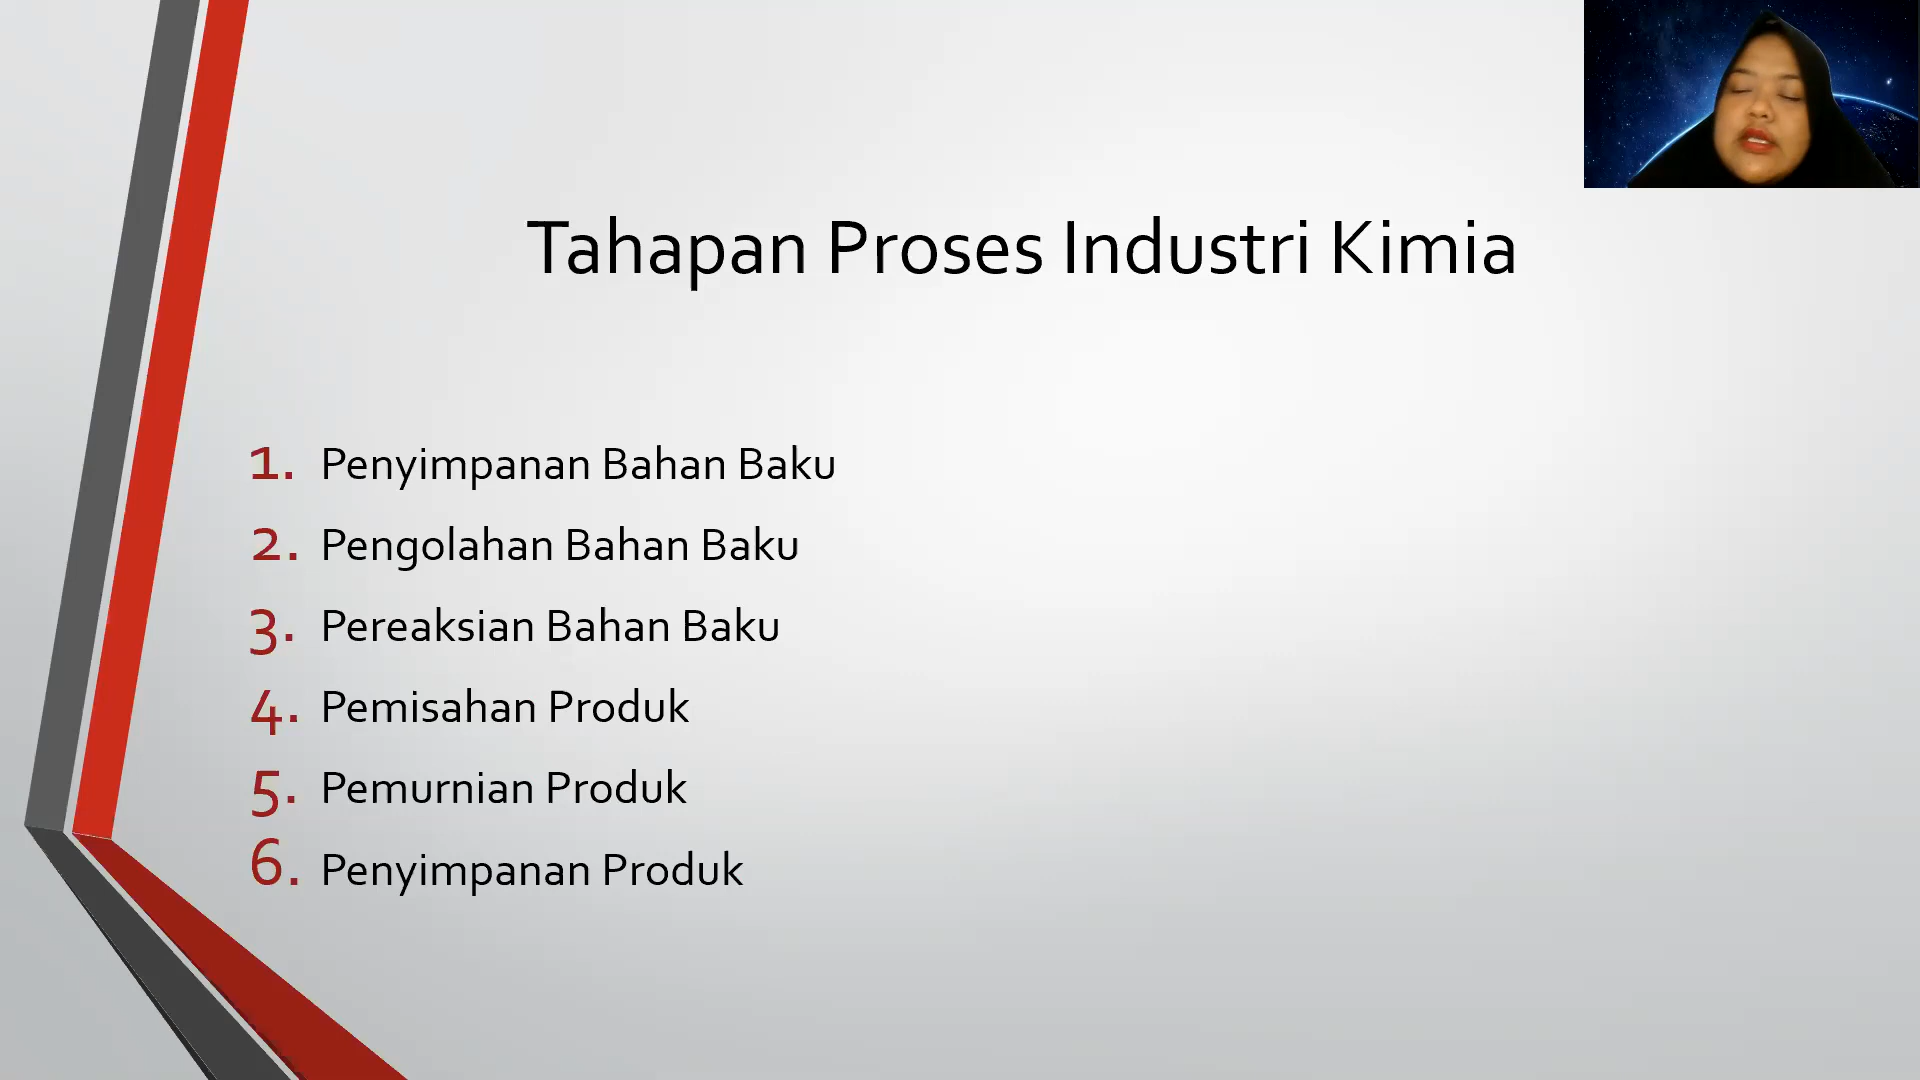 Tahapan Proses Industri Kimia
1. Penyimpanan Bahan Baku
2. Pengolahan Bahan Baku
3. Pereaksian Bahan Baku
4. Pemisahan Produk
5. Pemurnian Produk
6. Penyimpanan Produk